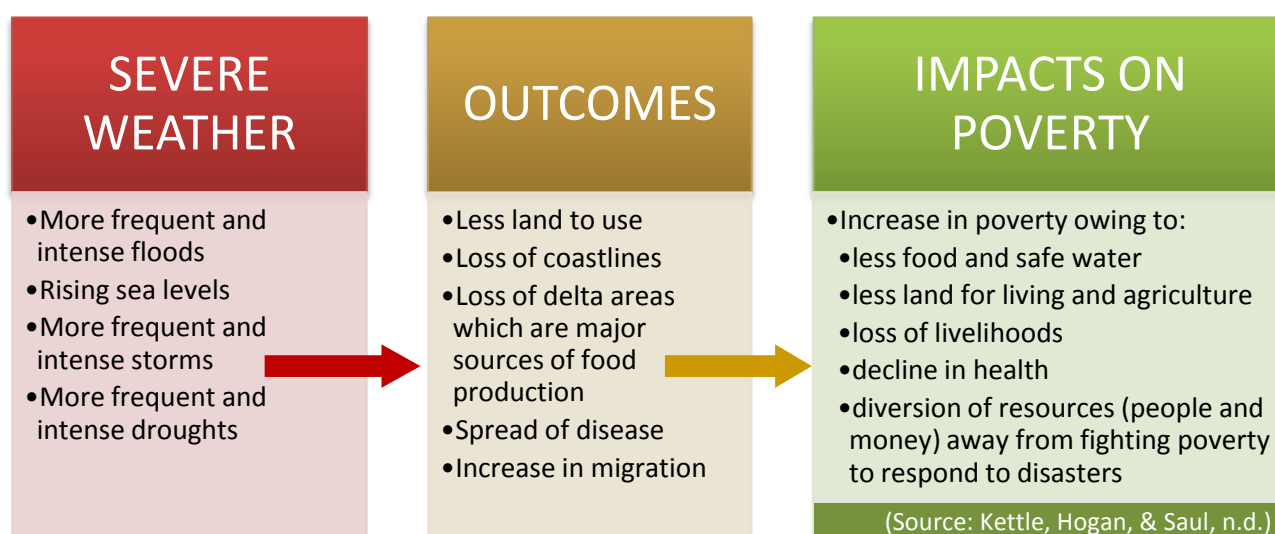 SEVERE
WEATHER
•More frequent and
intense floods
•Rising sea levels
•More frequent and
intense storms
•More frequent and
intense droughts
OUTCOMES
•Less land to use
•Loss of coastlines
•Loss of delta areas
which are major
sources of food
production
•Spread of disease
•Increase in migration
IMPACTS ON
POVERTY
•Increase in poverty owing to:
•less food and safe water
•less land for living and agriculture
•loss of livelihoods
•decline in health
•diversion of resources (people and
money) away from fighting poverty
to respond to disasters
(Source: Kettle, Hogan, & Saul, n.d.)